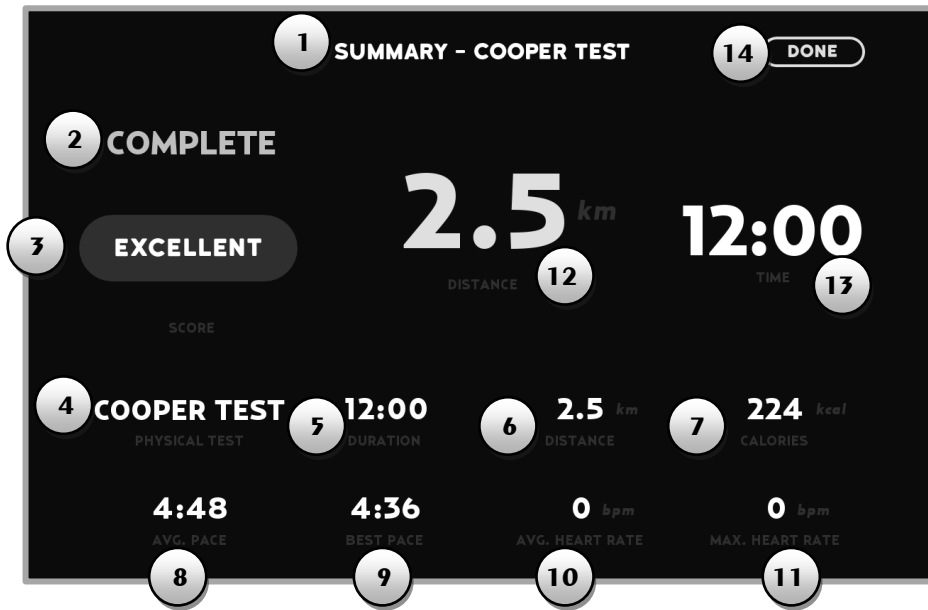 1 SUMMARY - COOPER TEST 14 DONE
2 COMPLETE
3 EXCELLENT
SCORE
2.5 km
DISTANCE 12
12:00
TIME 13
4 COOPER TEST
PHYSICAL TEST
5 12:00
DURATION
6 2.5 km
DISTANCE
7 224 kcal
CALORIES
4:48
AVG. PACE
8
4:36
BEST PACE
9
0 bpm
AVG. HEART RATE
10
0 bpm
MAX. HEART RATE
11